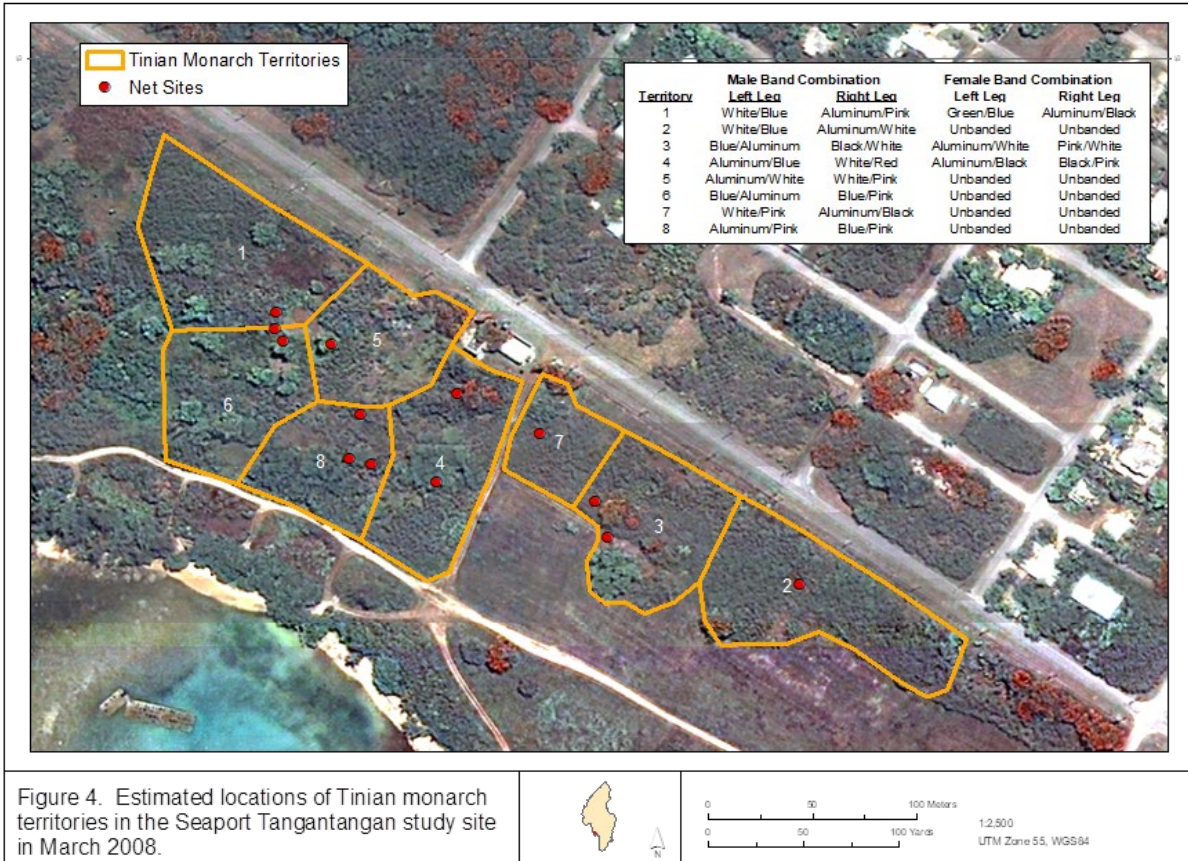 Tinian Monarch Territories
Net Sites
Male Band Combination Female Band Combination
Territory Left Leg Right Leg Left Leg Right Leg
1 White/Blue Aluminum/Pink Green/Blue Aluminum/Black
2 White/Blue Aluminum/White Unbanded Unbanded
3 Blue/Aluminum Black/White Aluminum/White Pink/White
4 Aluminum/Blue White/Red Aluminum/Black Black/Pink
5 Aluminum/White White/Pink Unbanded Unbanded
6 Blue/Aluminum Blue/Pink Unbanded Unbanded
7 White/Pink Aluminum/Black Unbanded Unbanded
8 Aluminum/Pink Blue/Pink Unbanded Unbanded
1
5
6
8
4
7
3
2
Figure 4. Estimated locations of Tinian monarch
territories in the Seaport Tangantangan study site
in March 2008.
N
0 50 100 Meters
0 50 100 Yards
1:2,500
UTM Zone 55, WGS84